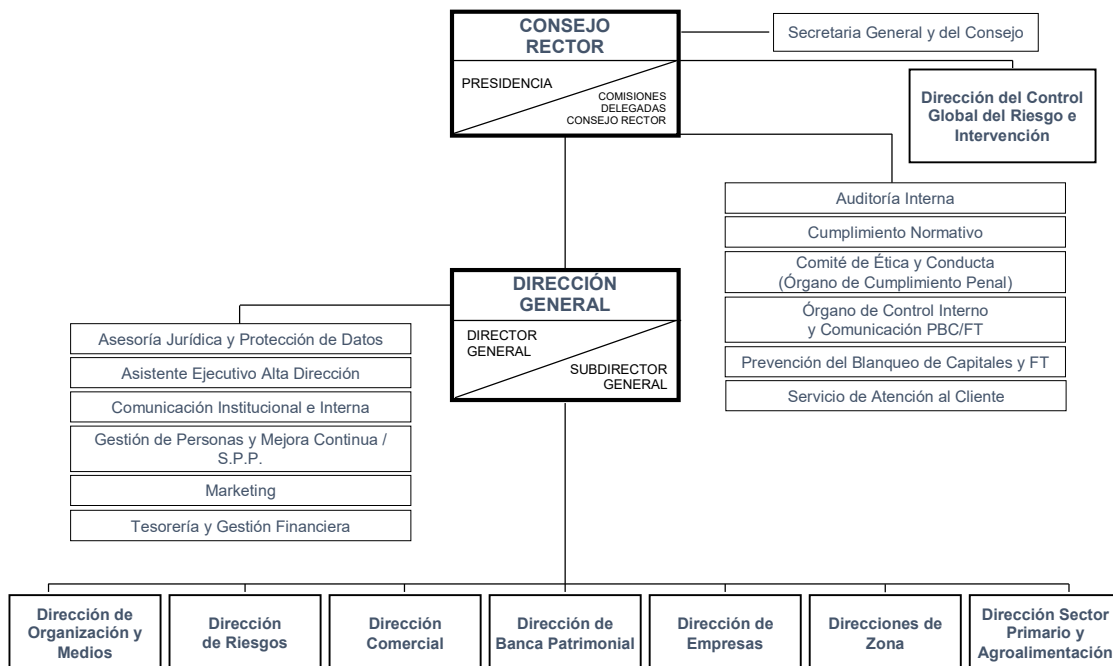 CONSEJO
RECTOR
PRESIDENCIA
COMISIONES
DELEGADAS
CONSEJO RECTOR
Secretaria General y del Consejo
Dirección del Control
Global del Riesgo e
Intervención
Auditoría Interna
Cumplimiento Normativo
Comité de Ética y Conducta
(Órgano de Cumplimiento Penal)
Órgano de Control Interno
y Comunicación PBC/FT
Prevención del Blanqueo de Capitales y FT
Servicio de Atención al Cliente
DIRECCIÓN
GENERAL
DIRECTOR
GENERAL
SUBDIRECTOR
GENERAL
Asesoría Jurídica y Protección de Datos
Asistente Ejecutivo Alta Dirección
Comunicación Institucional e Interna
Gestión de Personas y Mejora Continua /
S.P.P.
Marketing
Tesorería y Gestión Financiera
Dirección de
Organización y
Medios
Dirección
de Riesgos
Dirección
Comercial
Dirección de
Banca Patrimonial
Dirección de
Empresas
Direcciones de
Zona
Dirección Sector
Primario y
Agroalimentación